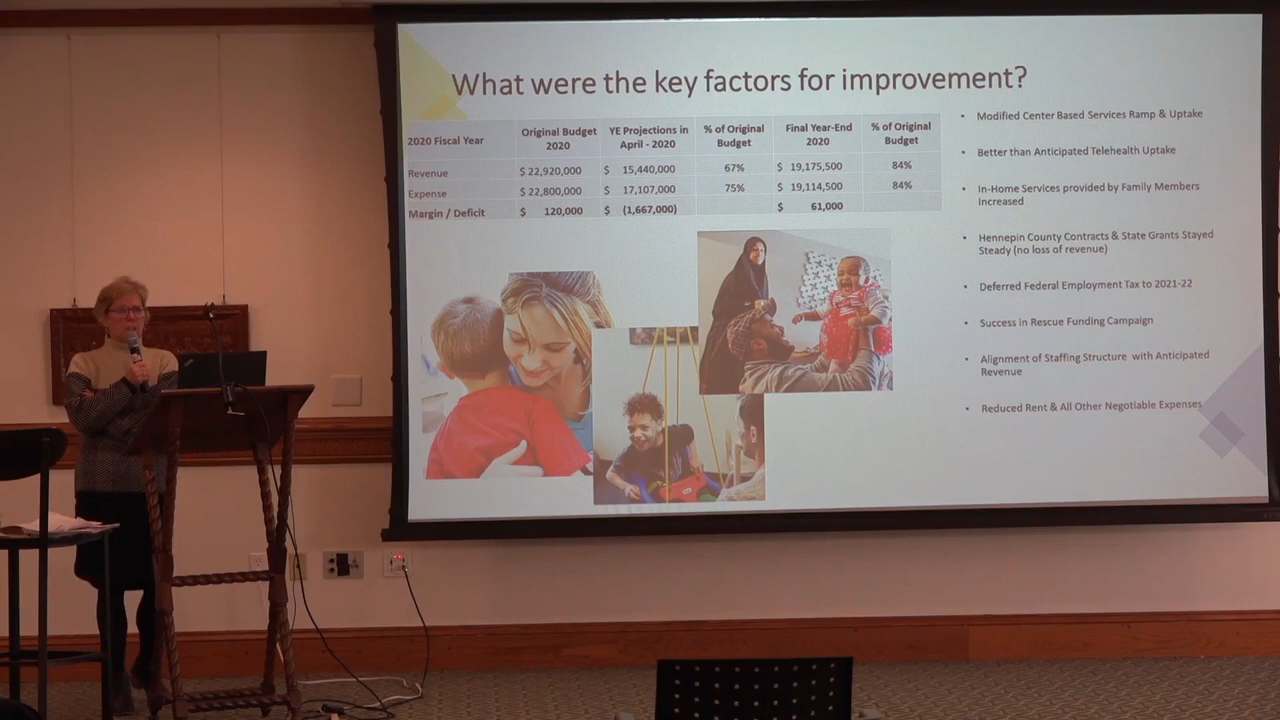 What were the key factors for improvement?
2020 Fiscal Year Original Budget 2020 YE Projections in April - 2020 % of Original Budget Final Year-End 2020 % of Original Budget
Revenue $ 22,920,000 $ 15,440,000 67% $ 19,175,500 84%
Expense $ 22,800,000 $ 17,107,000 75% $ 19,114,500 84%
Margin / Deficit $ 120,000 $ (1,667,000) $ 61,000
• Modified Center Based Services Ramp & Uptake
• Better than Anticipated Telehealth Uptake
• In-Home Services provided by Family Members
Increased
• Hennepin County Contracts & State Grants Stayed
Steady (no loss of revenue)
• Deferred Federal Employment Tax to 2021-22
• Success in Rescue Funding Campaign
• Alignment of Staffing Structure with Anticipated
Revenue
• Reduced Rent & All Other Negotiable Expenses